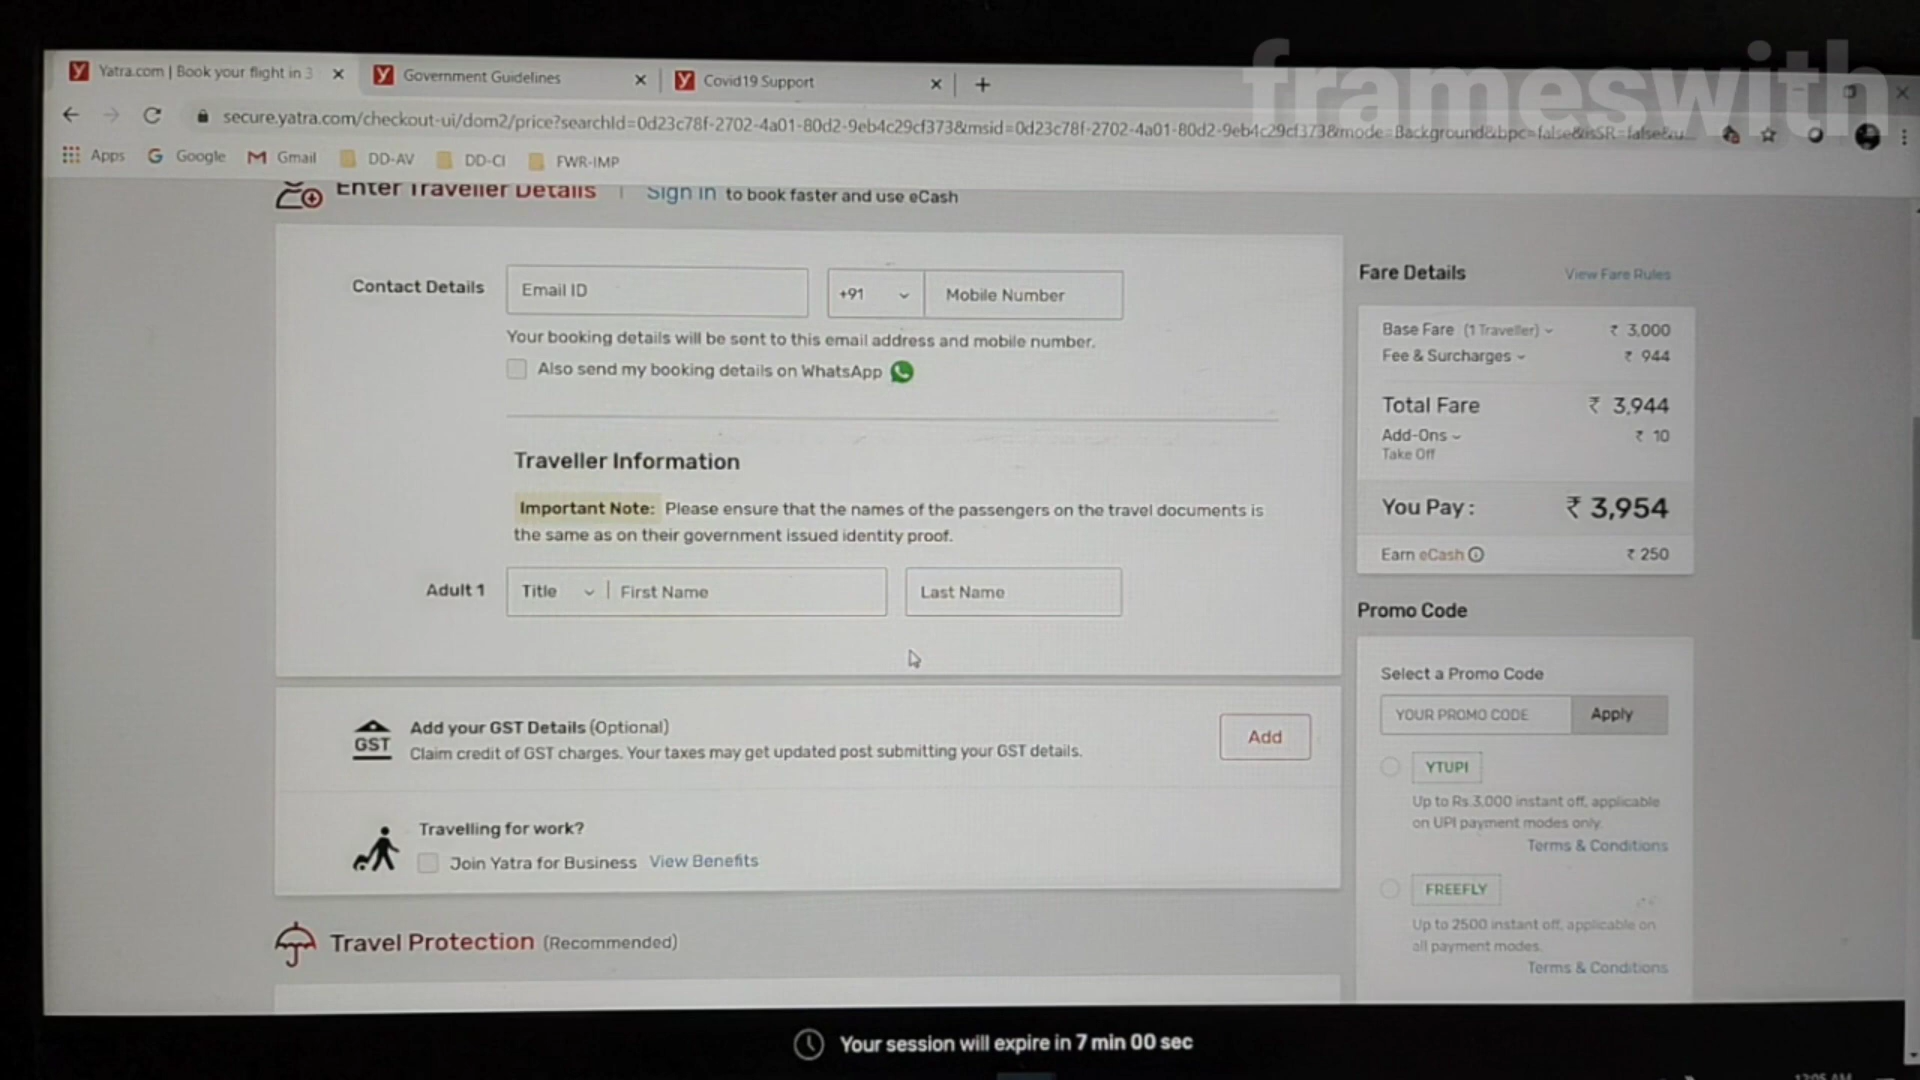 frameswith
Yatra.com | Book your flight in 3
Government Guidelines
Covid19 Support
secure.yatra.com/checkout-ui/dom2/price?searchId=0d23c78f-2702-4a01-80d2-9eb4c29cf373&msid=0d23c78f-2702-4a01-80d2-9eb4c29cf373&mode=Background&bpc=false&isSR=false&u...
Apps Google Gmail DD-AV DD-CI FWR-IMP
Enter Traveller Details | Sign in to book faster and use eCash
Contact Details
Email ID
+91
Mobile Number
Your booking details will be sent to this email address and mobile number.
Also send my booking details on WhatsApp
Traveller Information
Important Note: Please ensure that the names of the passengers on the travel documents is
the same as on their government issued identity proof.
Adult 1
Title
First Name
Last Name
GST
Add your GST Details (Optional)
Claim credit of GST charges. Your taxes may get updated post submitting your GST details.
Add
Travelling for work?
Join Yatra for Business View Benefits
Travel Protection (Recommended)
Fare Details View Fare Rules
Base Fare (1 Traveller) ₹ 3,000
Fee & Surcharges ₹ 944
Total Fare ₹ 3,944
Add-Ons ₹ 10
Take Off
You Pay : ₹ 3,954
Earn eCash ₹ 250
Promo Code
Select a Promo Code
YOUR PROMO CODE Apply
YTUPI
Up to Rs.3,000 instant off, applicable
on UPI payment modes only.
Terms & Conditions
FREEFLY
Up to 2500 instant off, applicable on
all payment modes.
Terms & Conditions
Your session will expire in 7 min 00 sec